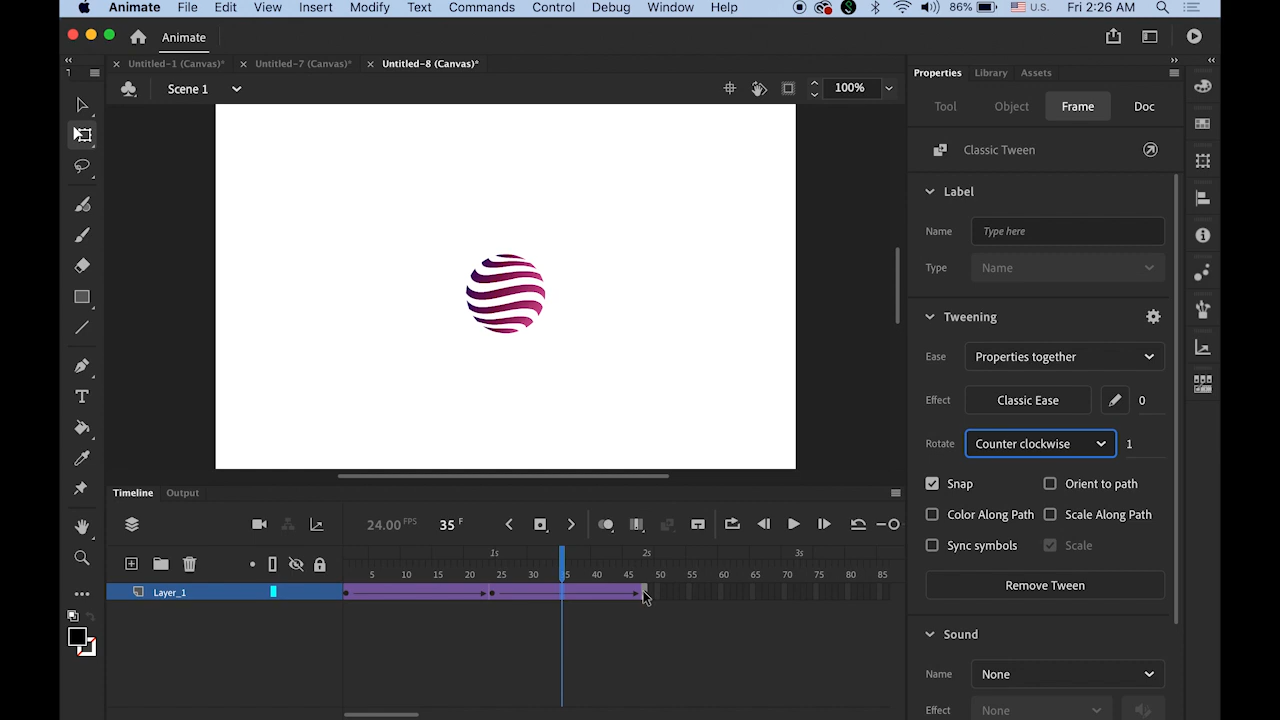 Animate File Edit View Insert Modify Text Commands Control Debug Window Help 86% U.S. Fri 2:26 AM
Animate
Untitled-1 (Canvas)* Untitled-7 (Canvas)* Untitled-8 (Canvas)*
Scene 1 100%
Properties Library Assets
Tool Object Frame Doc
Classic Tween
Label
Name Type here
Type Name
Tweening
Ease Properties together
Effect Classic Ease 0
Rotate Counter clockwise 1
Snap Orient to path
Color Along Path Scale Along Path
Sync symbols Scale
Remove Tween
Sound
Name None
Effect None
Timeline Output
24.00 FPS 35 F
1s 2s 3s
5 10 15 20 25 30 35 40 45 50 55 60 65 70 75 80 85
Layer_1